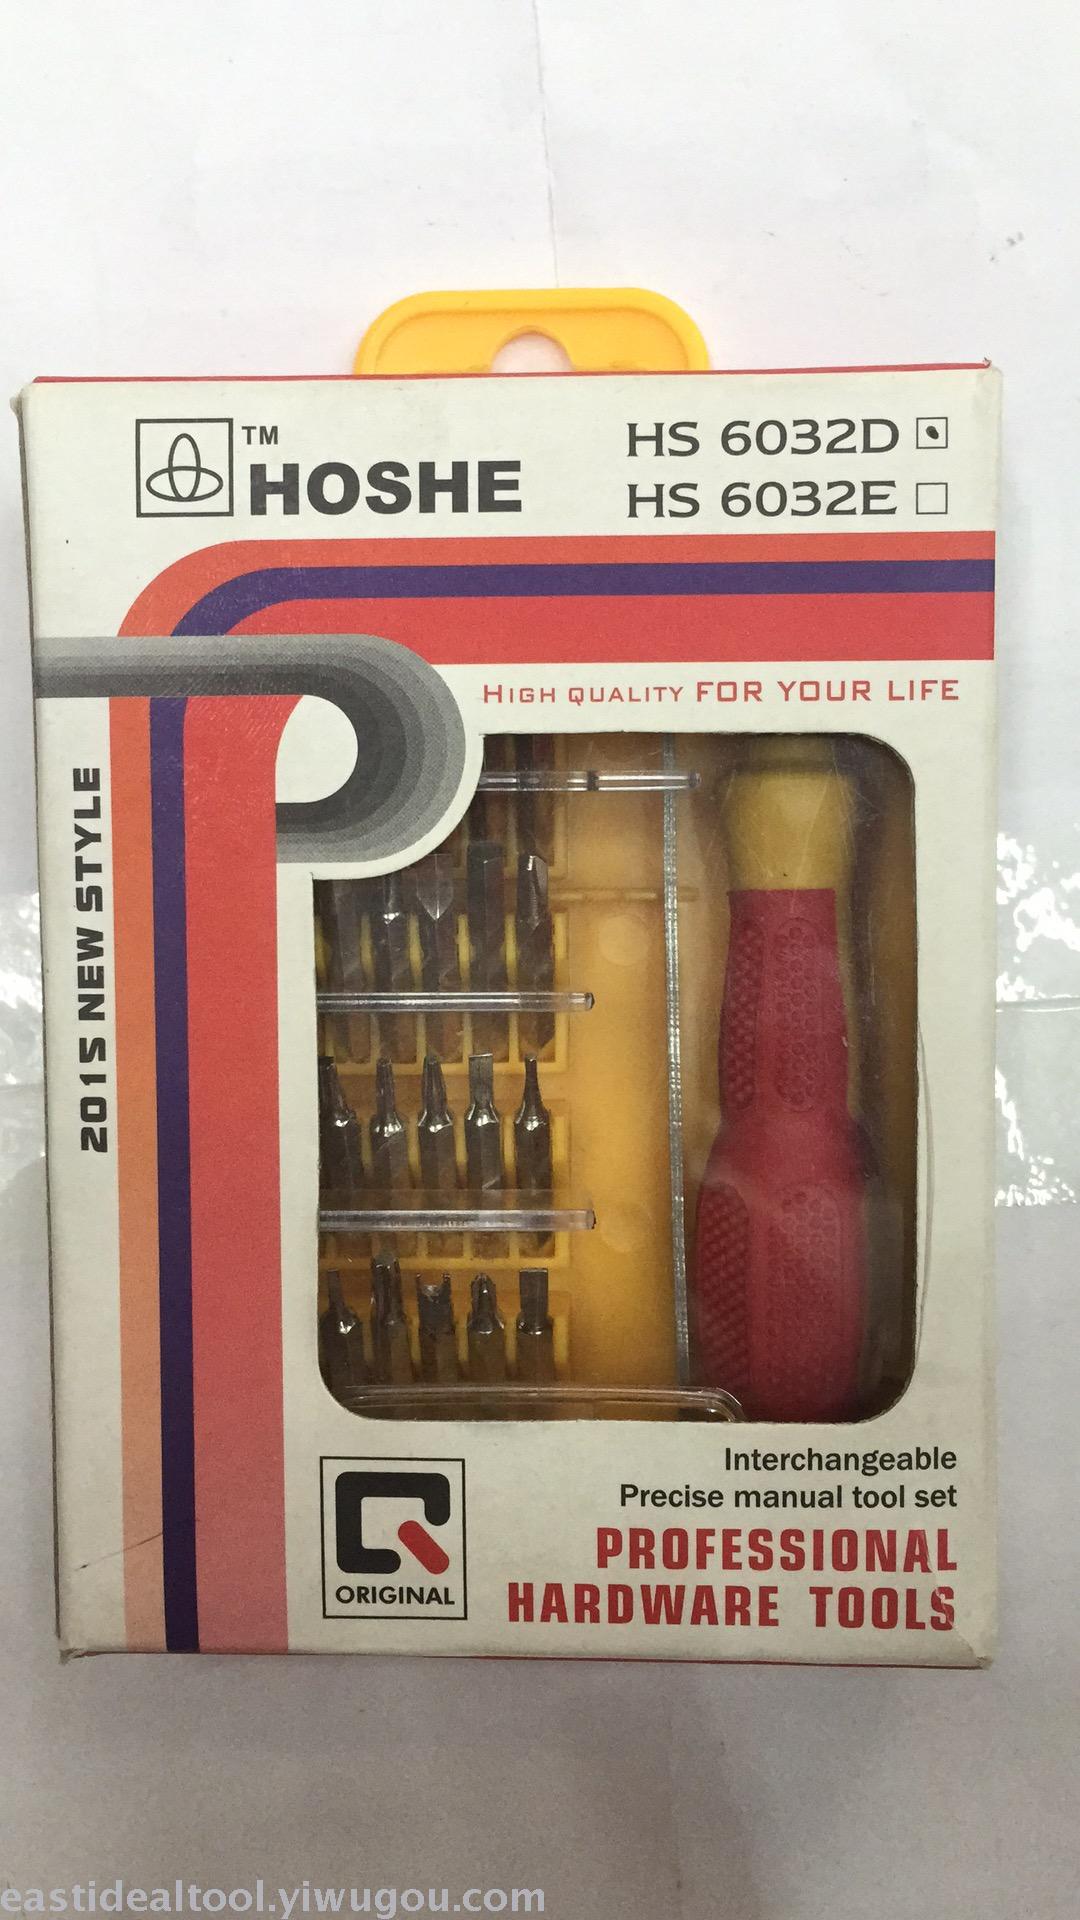 TM
HOSHE
HS 6032D
HS 6032E
HIGH QUALITY FOR YOUR LIFE
2015 NEW STYLE
ORIGINAL
Interchangeable
Precise manual tool set
PROFESSIONAL
HARDWARE TOOLS
eastidealtool.yiwugou.com